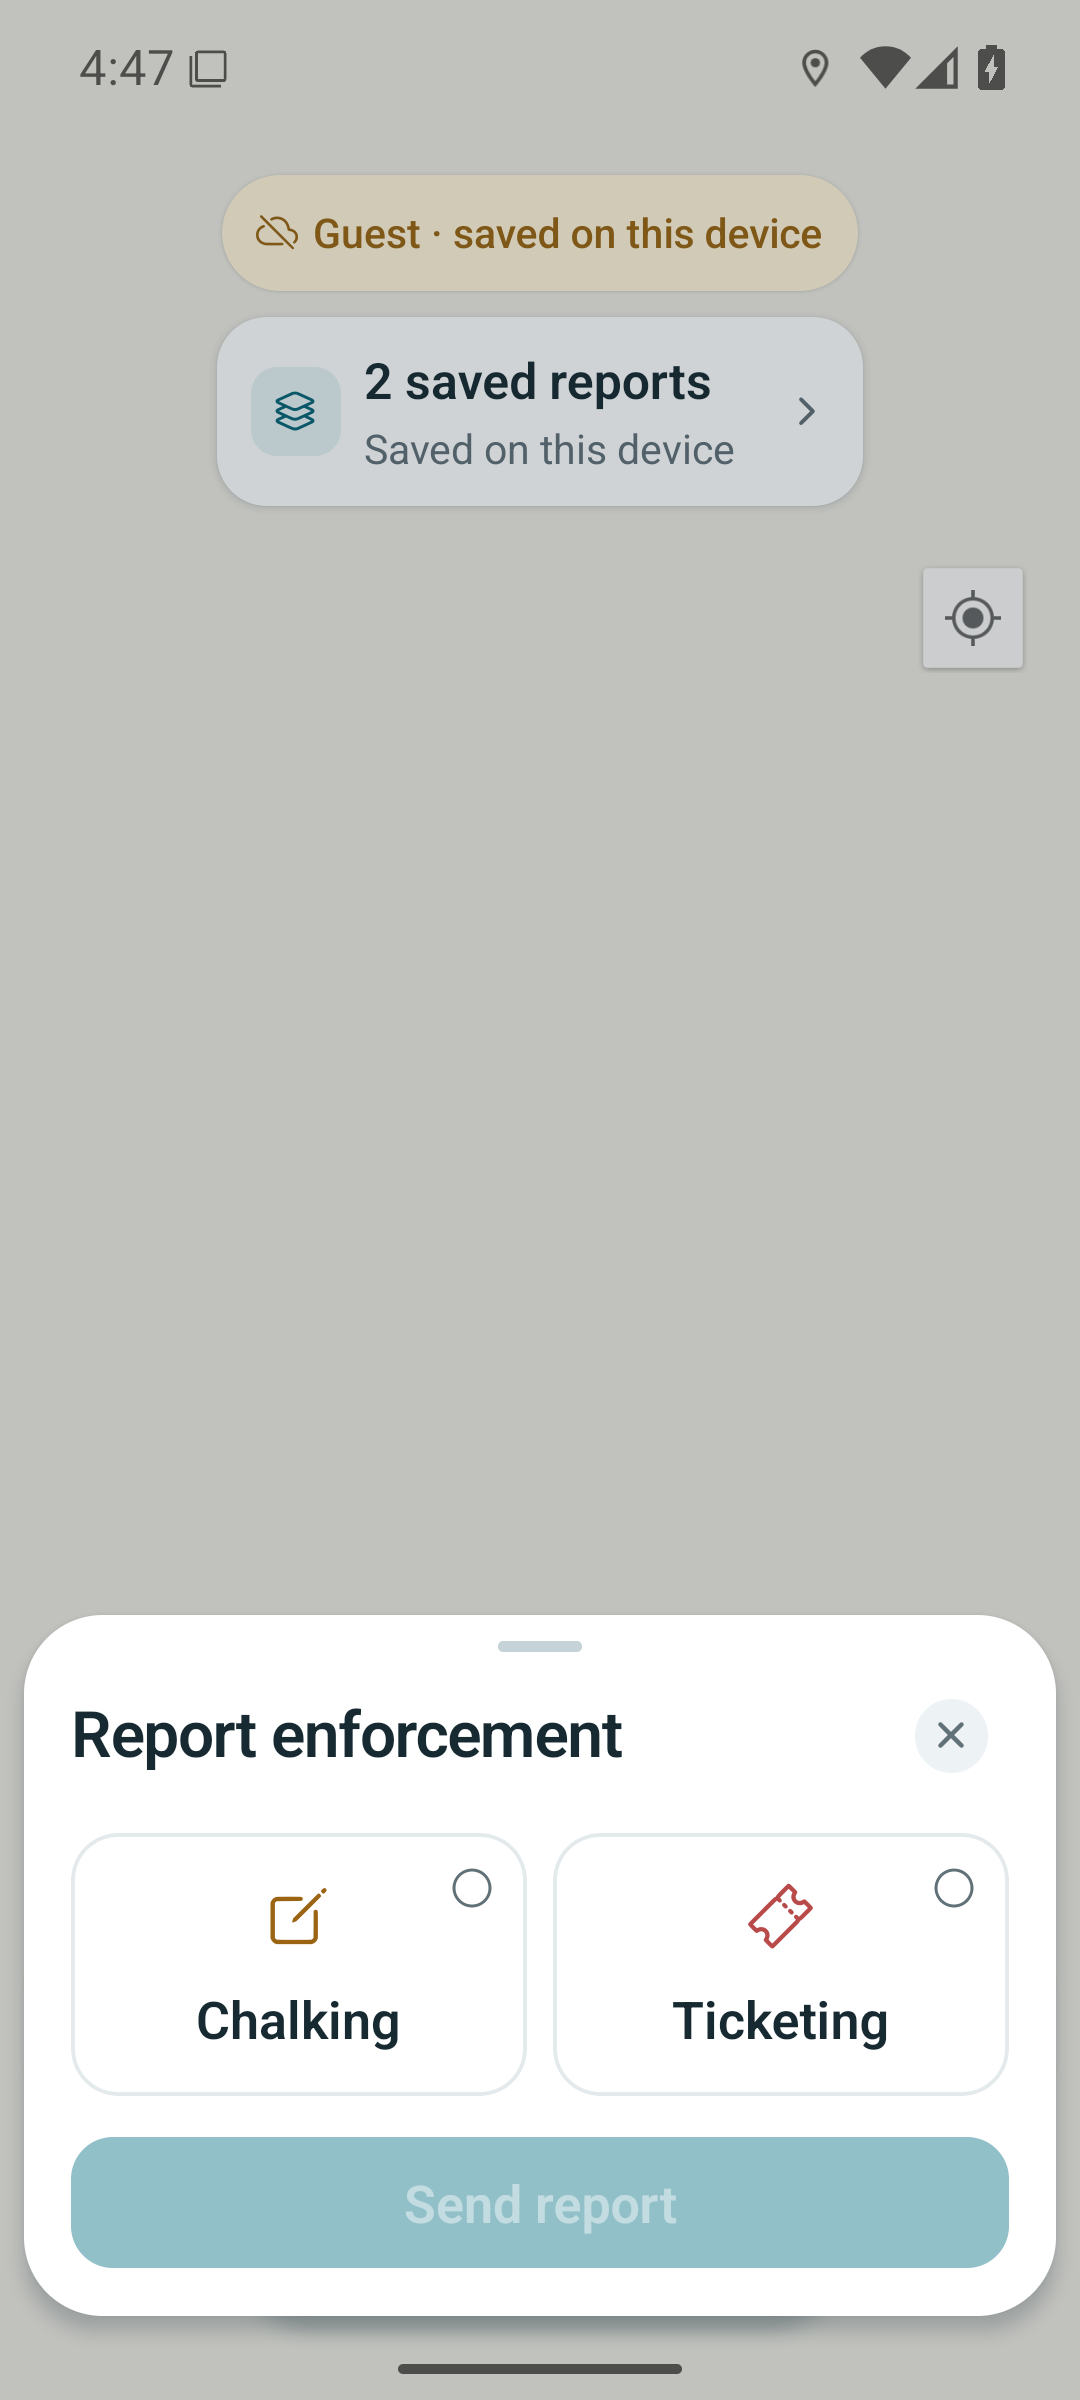 4:47
Guest · saved on this device
2 saved reports
Saved on this device
Report enforcement
Chalking
Ticketing
Send report